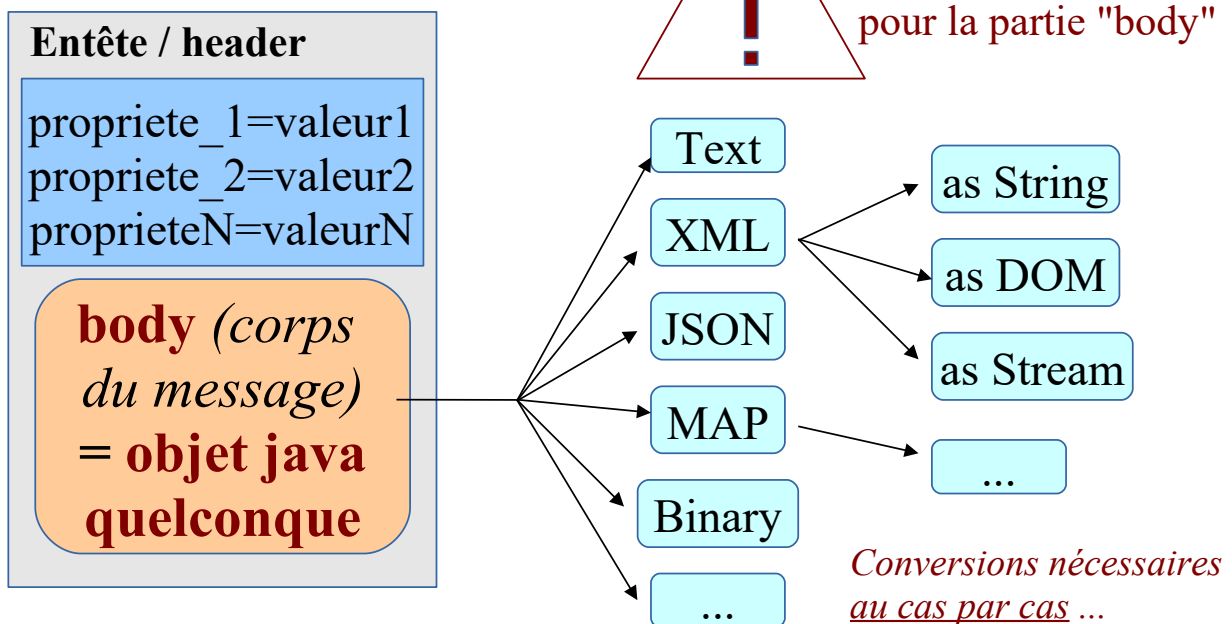 Entête / header
propriete_1=valeur1
propriete_2=valeur2
proprieteN=valeurN
body (corps
du message)
= objet java
quelconque
!
pour la partie "body"
Text
XML
JSON
MAP
Binary
...
as String
as DOM
as Stream
...
Conversions nécessaires
au cas par cas ...